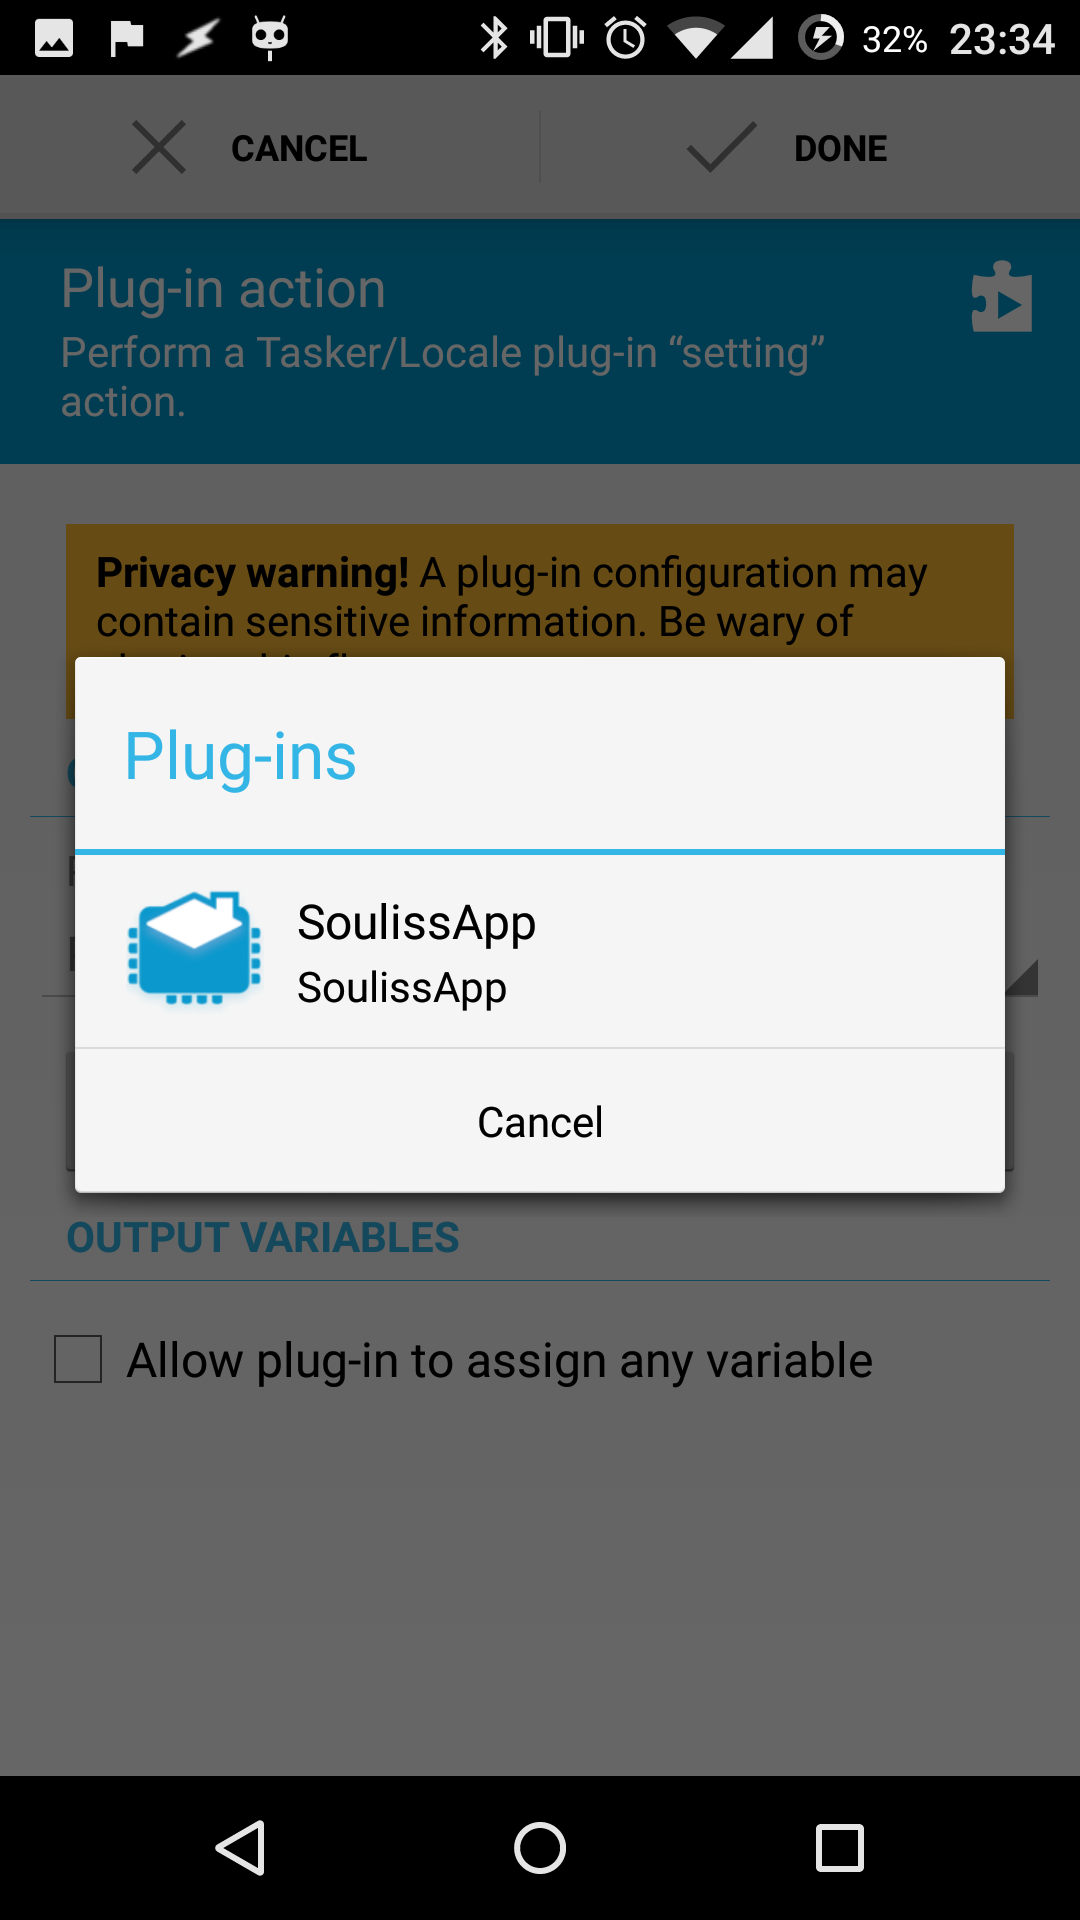 32% 23:34
CANCEL DONE
Plug-in action
Perform a Tasker/Locale plug-in “setting”
action.
Privacy warning! A plug-in configuration may
contain sensitive information. Be wary of
Plug-ins
SoulissApp
SoulissApp
Cancel
OUTPUT VARIABLES
Allow plug-in to assign any variable